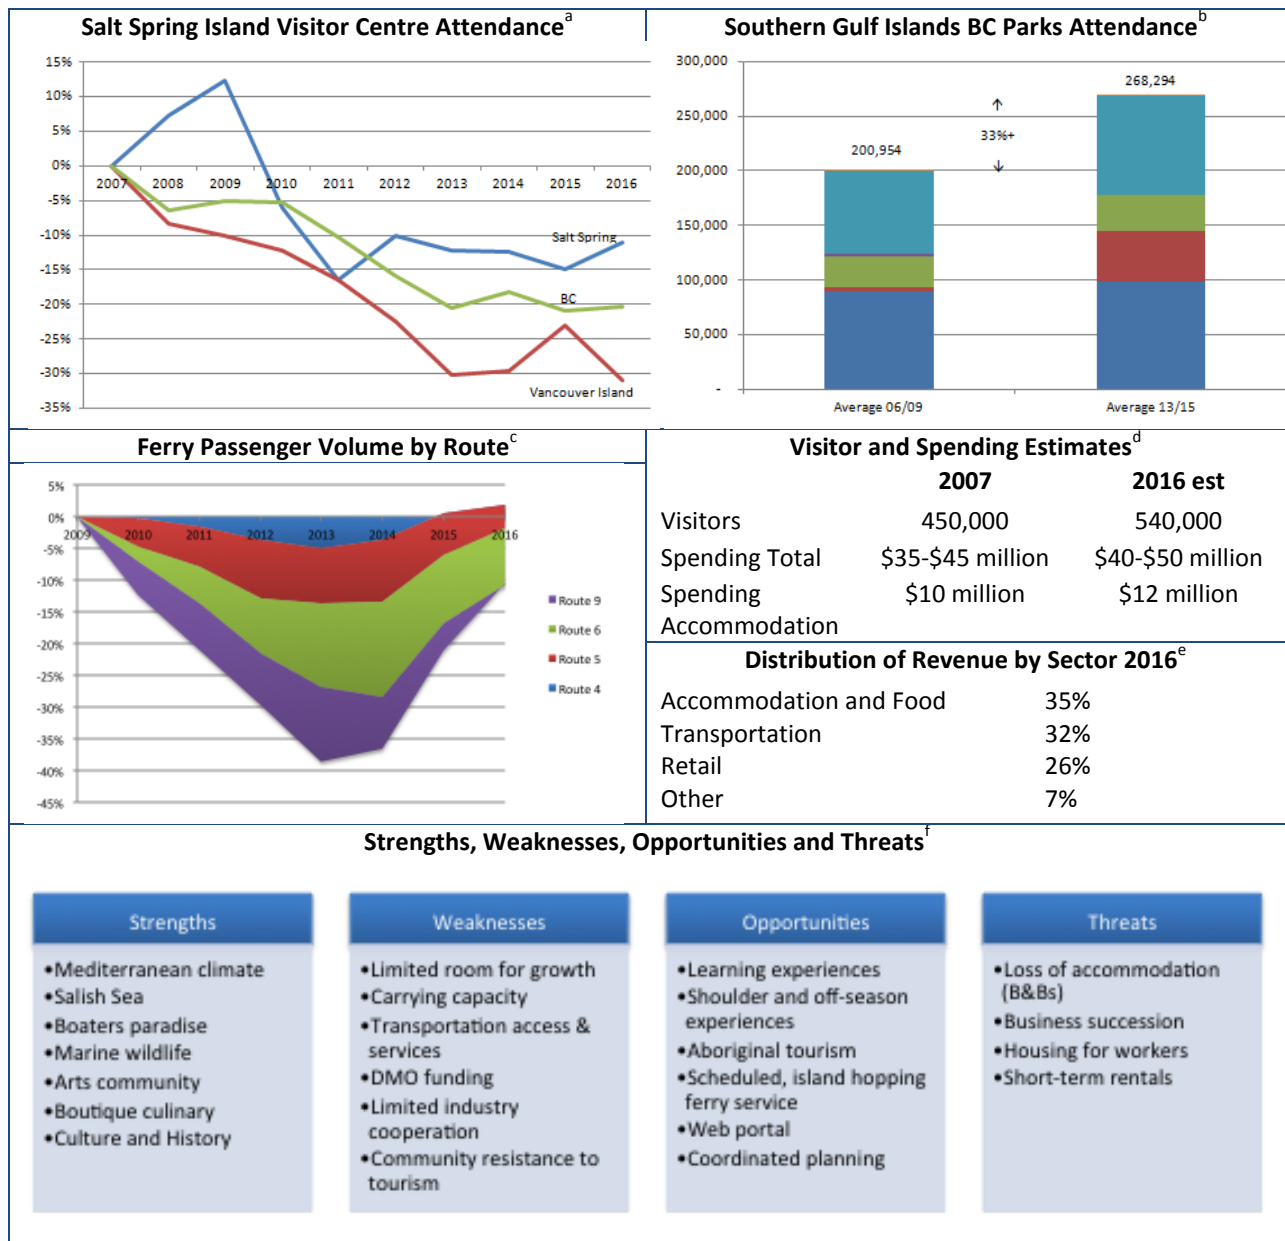 Salt Spring Island Visitor Centre Attendance a
15%
10%
5%
0%
-5%
-10%
-15%
-20%
-25%
-30%
-35%
2007 2008 2009 2010 2011 2012 2013 2014 2015 2016
Salt Spring
BC
Vancouver Island
Southern Gulf Islands BC Parks Attendance b
300,000
250,000
200,000
150,000
100,000
50,000
-
200,954
33%+
268,294
Average 06/09 Average 13/15
Ferry Passenger Volume by Route c
5%
0%
-5%
-10%
-15%
-20%
-25%
-30%
-35%
-40%
-45%
2009 2010 2011 2012 2013 2014 2015 2016
Route 9
Route 6
Route 5
Route 4
Visitor and Spending Estimates d
2007 2016 est
Visitors 450,000 540,000
Spending Total $35-$45 million $40-$50 million
Spending $10 million $12 million
Accommodation
Distribution of Revenue by Sector 2016 e
Accommodation and Food 35%
Transportation 32%
Retail 26%
Other 7%
Strengths, Weaknesses, Opportunities and Threats f
Strengths
•Mediterranean climate
•Salish Sea
•Boaters paradise
•Marine wildlife
•Arts community
•Boutique culinary
•Culture and History
Weaknesses
•Limited room for growth
•Carrying capacity
•Transportation access &
services
•DMO funding
•Limited industry
cooperation
•Community resistance to
tourism
Opportunities
•Learning experiences
•Shoulder and off-season
experiences
•Aboriginal tourism
•Scheduled, island hopping
ferry service
•Web portal
•Coordinated planning
Threats
•Loss of accommodation
(B&Bs)
•Business succession
•Housing for workers
•Short-term rentals